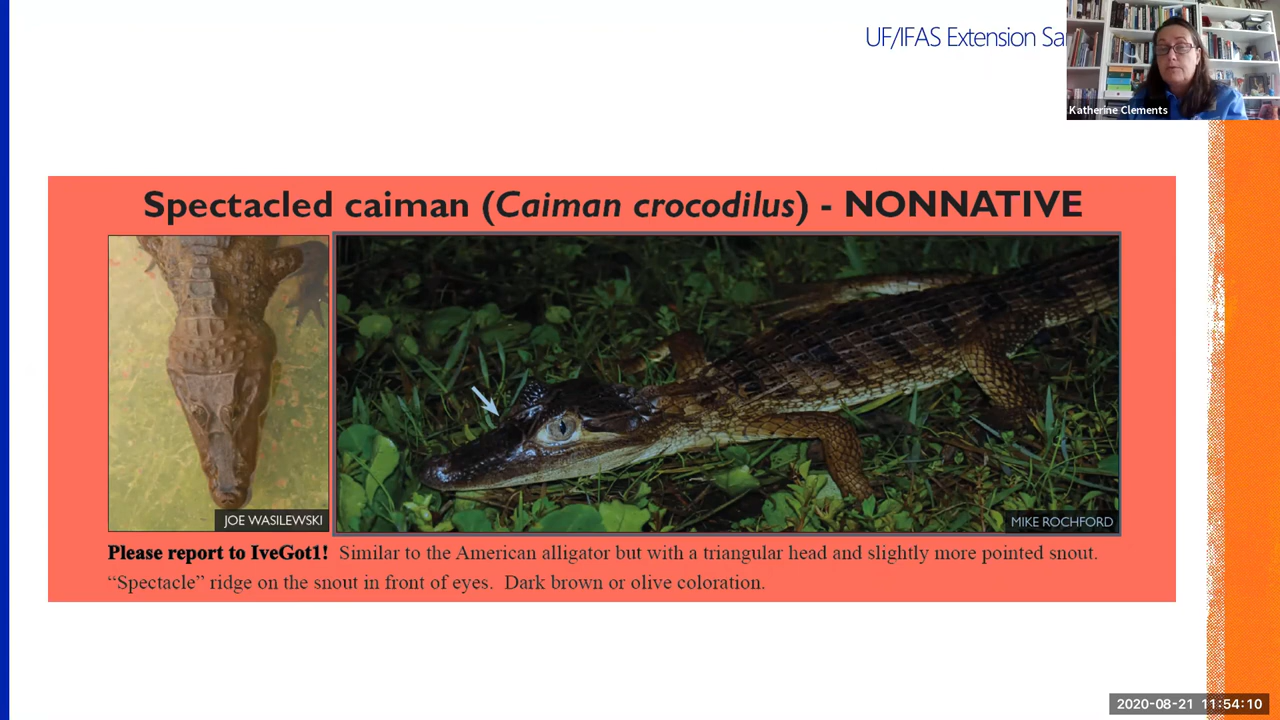 UF/IFAS Extension Sa
Katherine Clements
Spectacled caiman (Caiman crocodilus) - NONNATIVE
JOE WASILEWSKI
MIKE ROCHFORD
Please report to IveGot1! Similar to the American alligator but with a triangular head and slightly more pointed snout.
“Spectacle” ridge on the snout in front of eyes. Dark brown or olive coloration.
2020-08-21 11:54:10